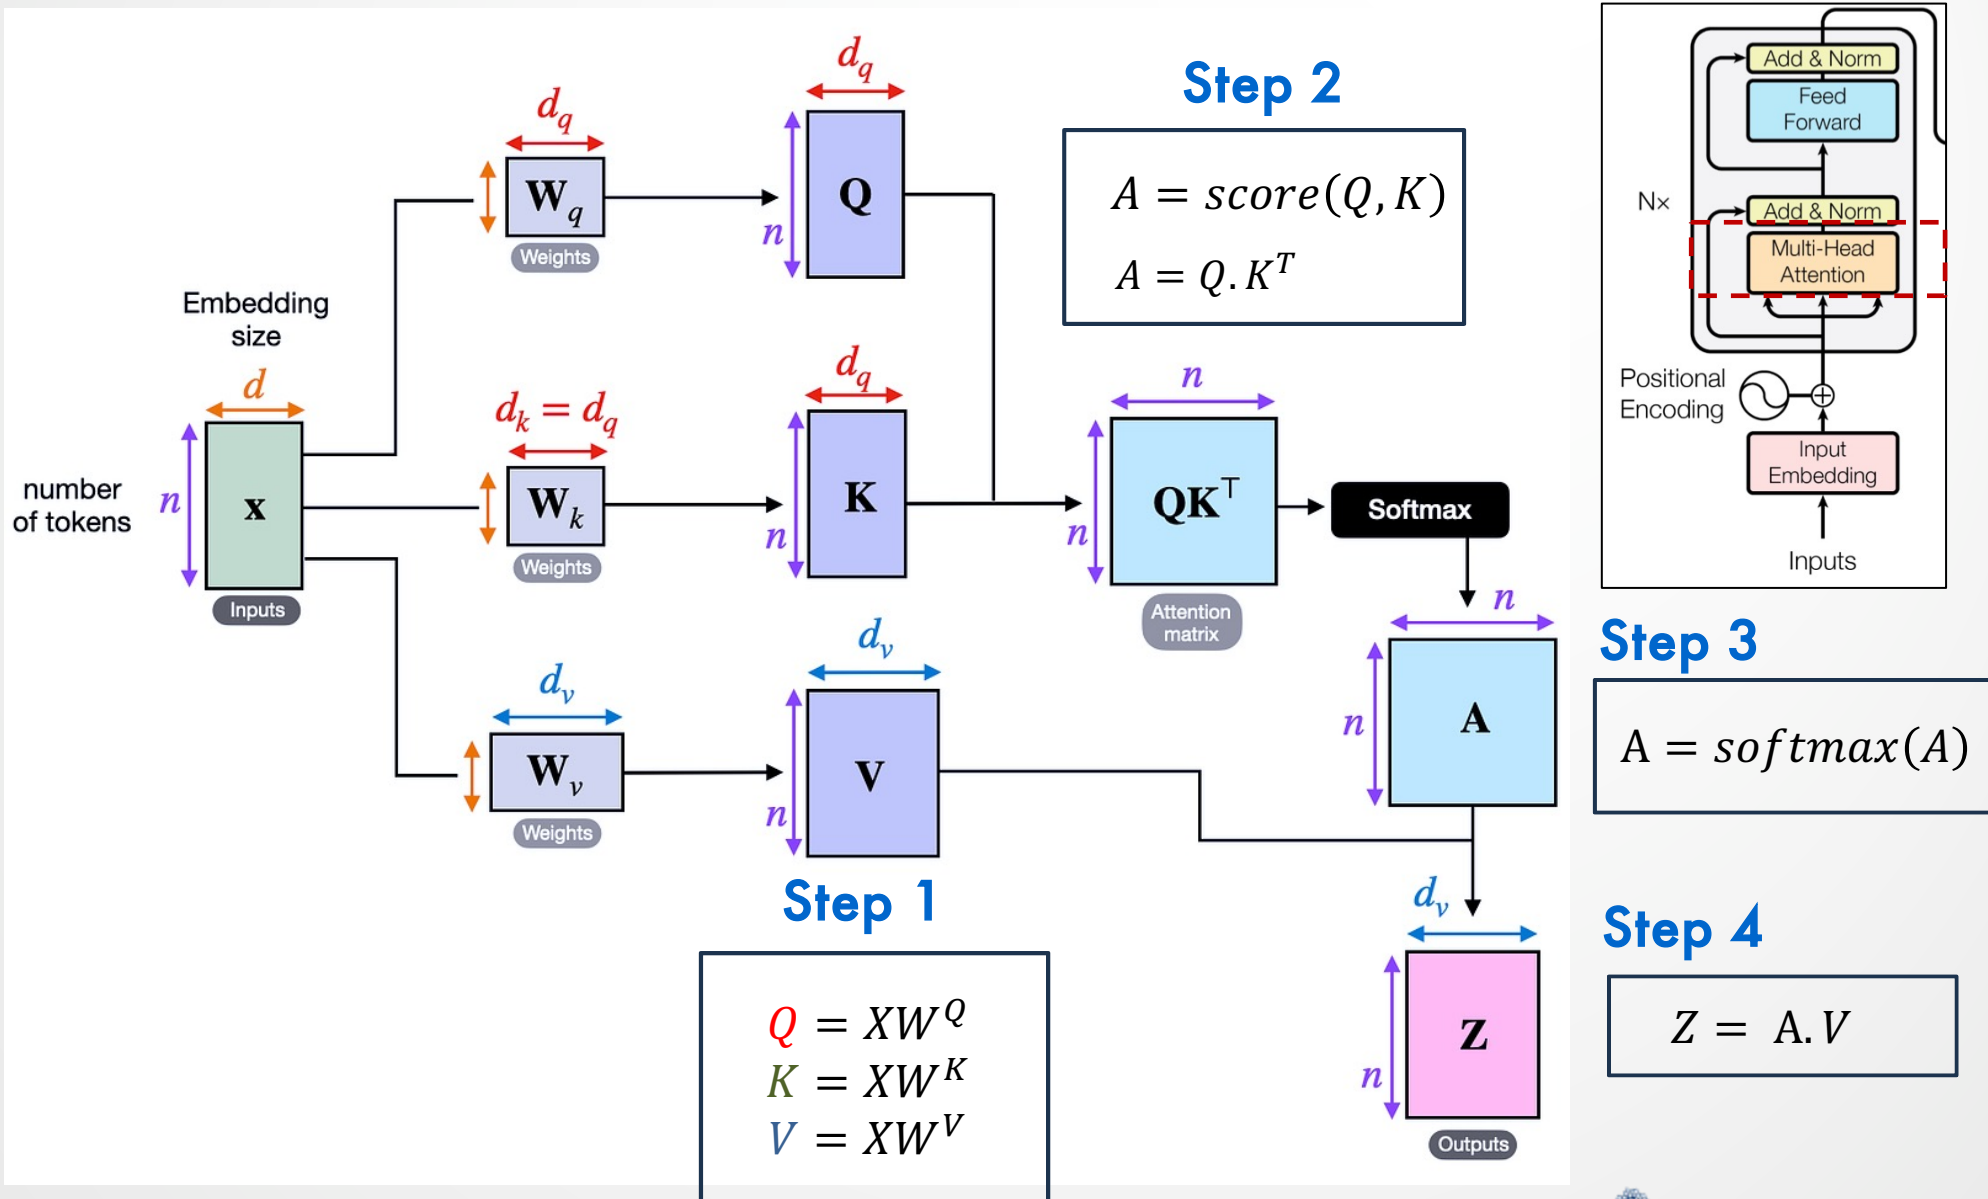 Embedding
size
d
number
of tokens
n
x
Inputs
d_q
W_q
Weights
d_k = d_q
W_k
Weights
d_v
W_v
Weights
d_q
n
Q
d_q
n
K
d_v
n
V
Step 1
Q = XW^Q
K = XW^K
V = XW^V
Step 2
A = score(Q, K)
A = Q.K^T
n
n
QK^⊤
Attention
matrix
Softmax
n
n
A
d_v
n
Z
Outputs
Add & Norm
Feed
Forward
N×
Add & Norm
Multi-Head
Attention
Positional
Encoding
Input
Embedding
Inputs
Step 3
A = softmax(A)
Step 4
Z = A.V